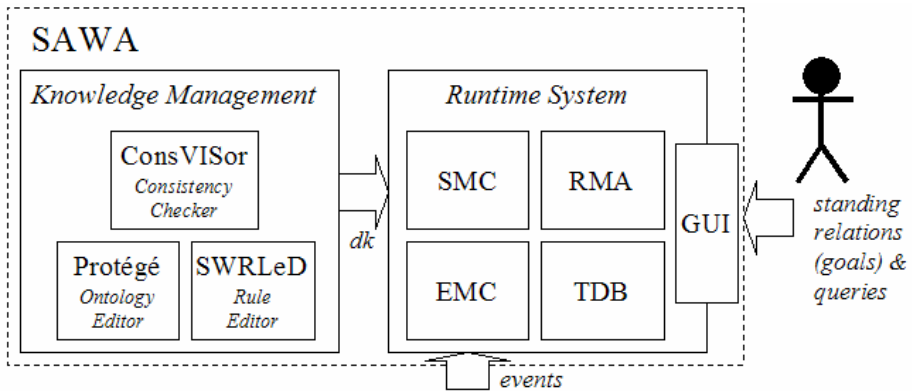 SAWA
Knowledge Management
ConsVISor
Consistency
Checker
Protégé
Ontology
Editor
SWRLeD
Rule
Editor
dk
Runtime System
SMC
RMA
EMC
TDB
GUI
events
standing
relations
(goals) &
queries